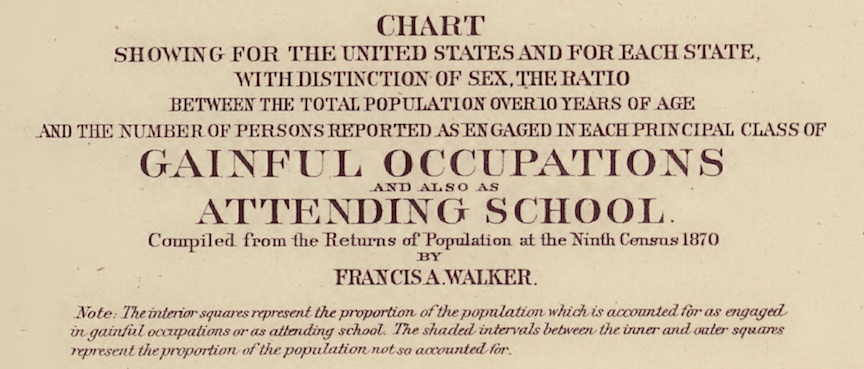 CHART
SHOWING FOR THE UNITED STATES AND FOR EACH STATE,
WITH DISTINCTION OF SEX, THE RATIO
BETWEEN THE TOTAL POPULATION OVER 10 YEARS OF AGE
AND THE NUMBER OF PERSONS REPORTED AS ENGAGED IN EACH PRINCIPAL CLASS OF
GAINFUL OCCUPATIONS
AND ALSO AS
ATTENDING SCHOOL.
Compiled from the Returns of Population at the Ninth Census 1870
BY
FRANCIS A. WALKER.
Note: The interior squares represent the proportion of the population which is accounted for as engaged
in gainful occupations or as attending school. The shaded intervals between the inner and outer squares
represent the proportion of the population not so accounted for.